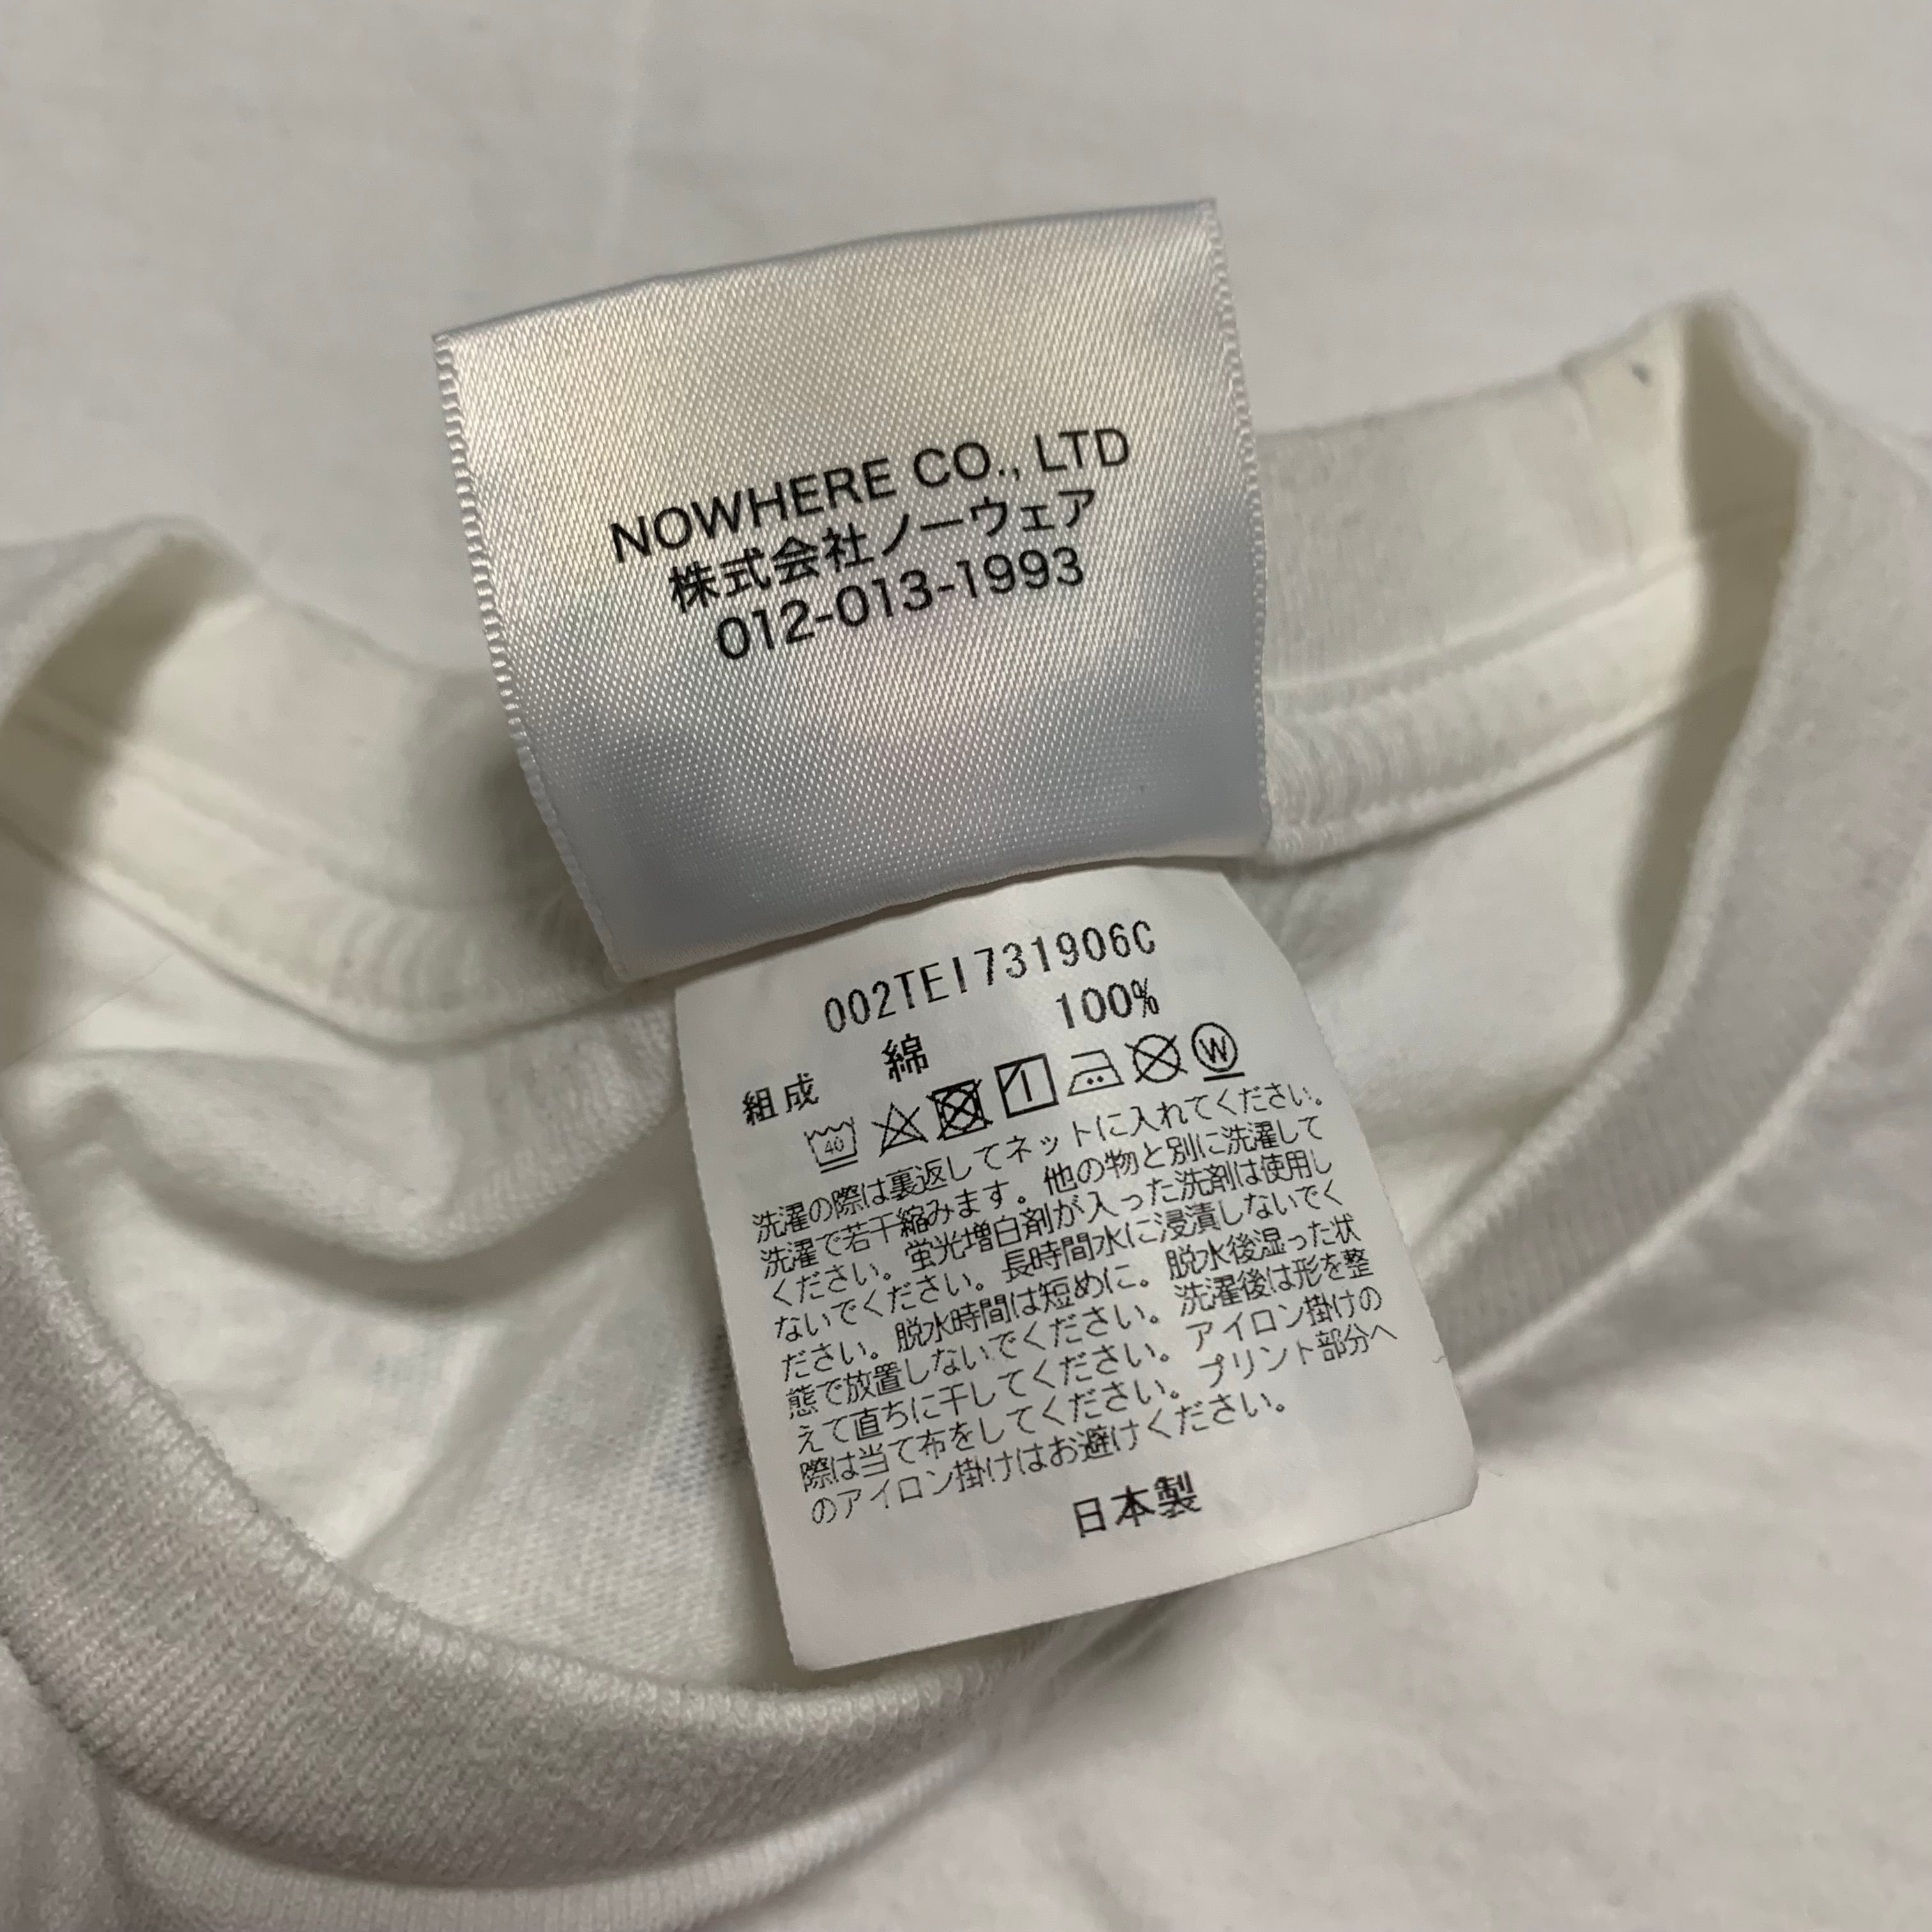 NOWHERE CO., LTD
株式会社ノーウェア
012-013-1993
002TEI731906C
組成 綿 100%
40 W
洗濯の際は裏返してネットに入れてください。
洗濯で若干縮みます。他の物と別に洗濯して
ください。蛍光増白剤が入った洗剤は使用し
ないでください。長時間水に浸漬しないでく
ださい。脱水時間は短めに。脱水後湿った状
態で放置しないでください。洗濯後は形を整
えて直ちに干してください。アイロン掛けの
際は当て布をしてください。プリント部分へ
のアイロン掛けはお避けください。
日本製